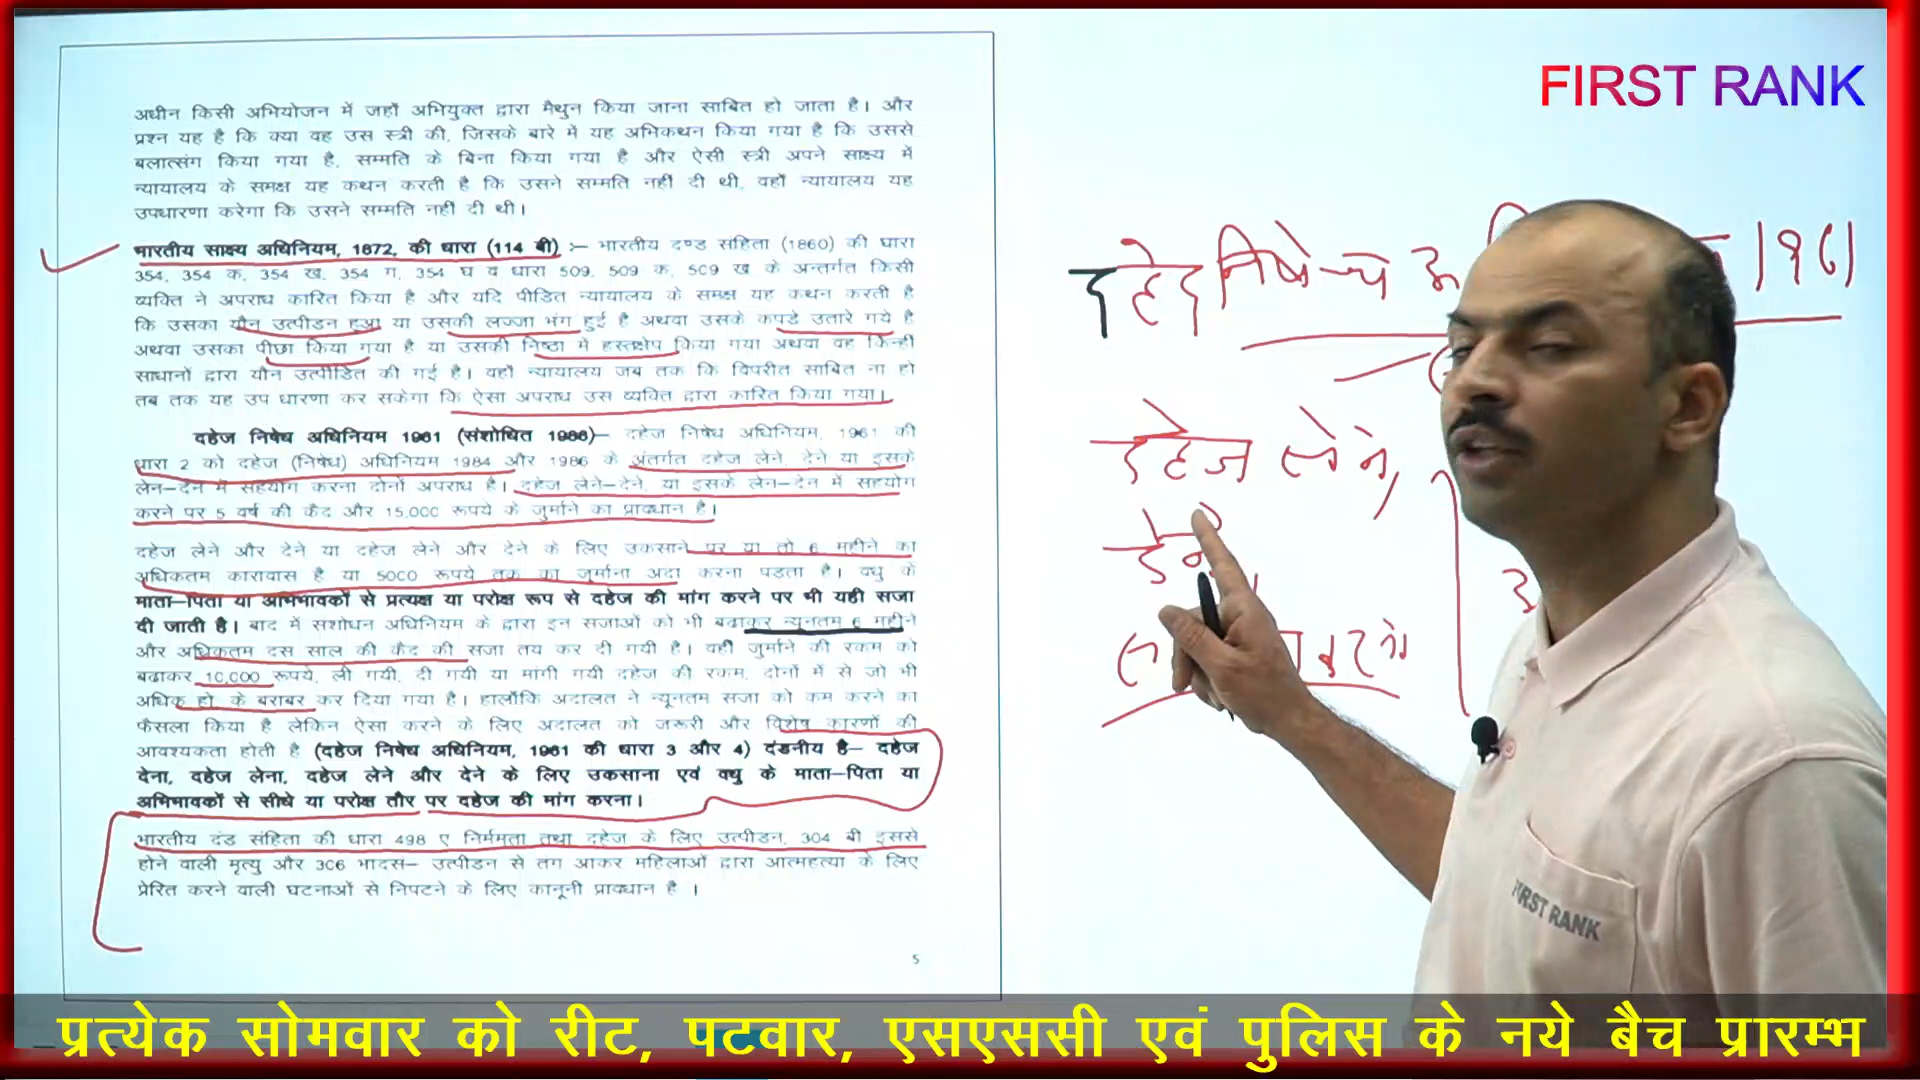 FIRST RANK
अधीन किसी अभियोजन में जहाँ अभियुक्त द्वारा मैथुन किया जाना साबित हो जाता है। और
प्रश्न यह है कि क्या वह उस स्त्री की, जिसके बारे में यह अभिकथन किया गया है कि उससे
बलात्संग किया गया है, सम्मति के बिना किया गया है और ऐसी स्त्री अपने साक्ष्य में
न्यायालय के समक्ष यह कथन करती है कि उसने सम्मति नहीं दी थी, वहाँ न्यायालय यह
उपधारणा करेगा कि उसने सम्मति नहीं दी थी।
भारतीय साक्ष्य अधिनियम, 1872, की धारा (114 बी) :– भारतीय दण्ड सहिता (1860) की धारा
354, 354 क, 354 ख, 354 ग, 354 घ व धारा 509, 509 क, 509 ख के अन्तर्गत किसी
व्यक्ति ने अपराध कारित किया है और यदि पीडित न्यायालय के समक्ष यह कथन करती है
कि उसका यौन उत्पीडन हुआ या उसकी लज्जा भंग हुई है अथवा उसके कपडे उतारे गये है
अथवा उसका पीछा किया गया है या उसकी निष्ठा मे हस्तक्षेप किया गया अथवा वह किन्हीं
साधानों द्वारा यौन उत्पीडित की गई है। वहाँ न्यायालय जब तक कि विपरीत साबित ना हो
तब तक यह उप धारणा कर सकेगा कि ऐसा अपराध उस व्यक्ति द्वारा कारित किया गया।
दहेज निषेध अधिनियम 1961 (संशोधित 1986)– दहेज निषेध अधिनियम, 1961 की
धारा 2 को दहेज (निषेध) अधिनियम 1984 और 1986 के अंतर्गत दहेज लेने, देने या इसके
लेन–देन में सहयोग करना दोनों अपराध है। दहेज लेने–देने, या इसके लेन–देन में सहयोग
करने पर 5 वर्ष की कैद और 15,000 रूपये के जुर्माने का प्रावधान है।
दहेज लेने और देने या दहेज लेने और देने के लिए उकसाने पर या तो 6 महीने का
अधिकतम कारावास है या 5000 रूपये तक का जुर्माना अदा करना पड़ता है। वधु के
माता–पिता या अभिभावकों से प्रत्यक्ष या परोक्ष रूप से दहेज की मांग करने पर भी यही सजा
दी जाती है। बाद में सशोधन अधिनियम के द्वारा इन सजाओं को भी बढाकर न्यूनतम 6 महीने
और अधिकतम दस साल की कैद की सजा तय कर दी गयी है। वहीं जुर्माने की रकम को
बढाकर 10,000 रूपये, ली गयी, दी गयी या मांगी गयी दहेज की रकम, दोनों में से जो भी
अधिक हो, के बराबर कर दिया गया है। हालाँकि अदालत ने न्यूनतम सजा को कम करने का
फैसला किया है लेकिन ऐसा करने के लिए अदालत को जरूरी और विशेष कारणों की
आवश्यकता होती है (दहेज निषेध अधिनियम, 1961 की धारा 3 और 4) दंडनीय है– दहेज
देना, दहेज लेना, दहेज लेने और देने के लिए उकसाना एवं वधु के माता–पिता या
अभिभावकों से सीधे या परोक्ष तौर पर दहेज की मांग करना।
भारतीय दंड संहिता की धारा 498 ए निर्ममता तथा दहेज के लिए उत्पीडन, 304 बी इससे
होने वाली मृत्यु और 306 भादस– उत्पीडन से तग आकर महिलाओं द्वारा आत्महत्या के लिए
प्रेरित करने वाली घटनाओं से निपटने के लिए कानूनी प्रावधान है ।
5
1961
दहेज लेने,
FIRST RANK
प्रत्येक सोमवार को रीट, पटवार, एसएससी एवं पुलिस के नये बैच प्रारम्भ